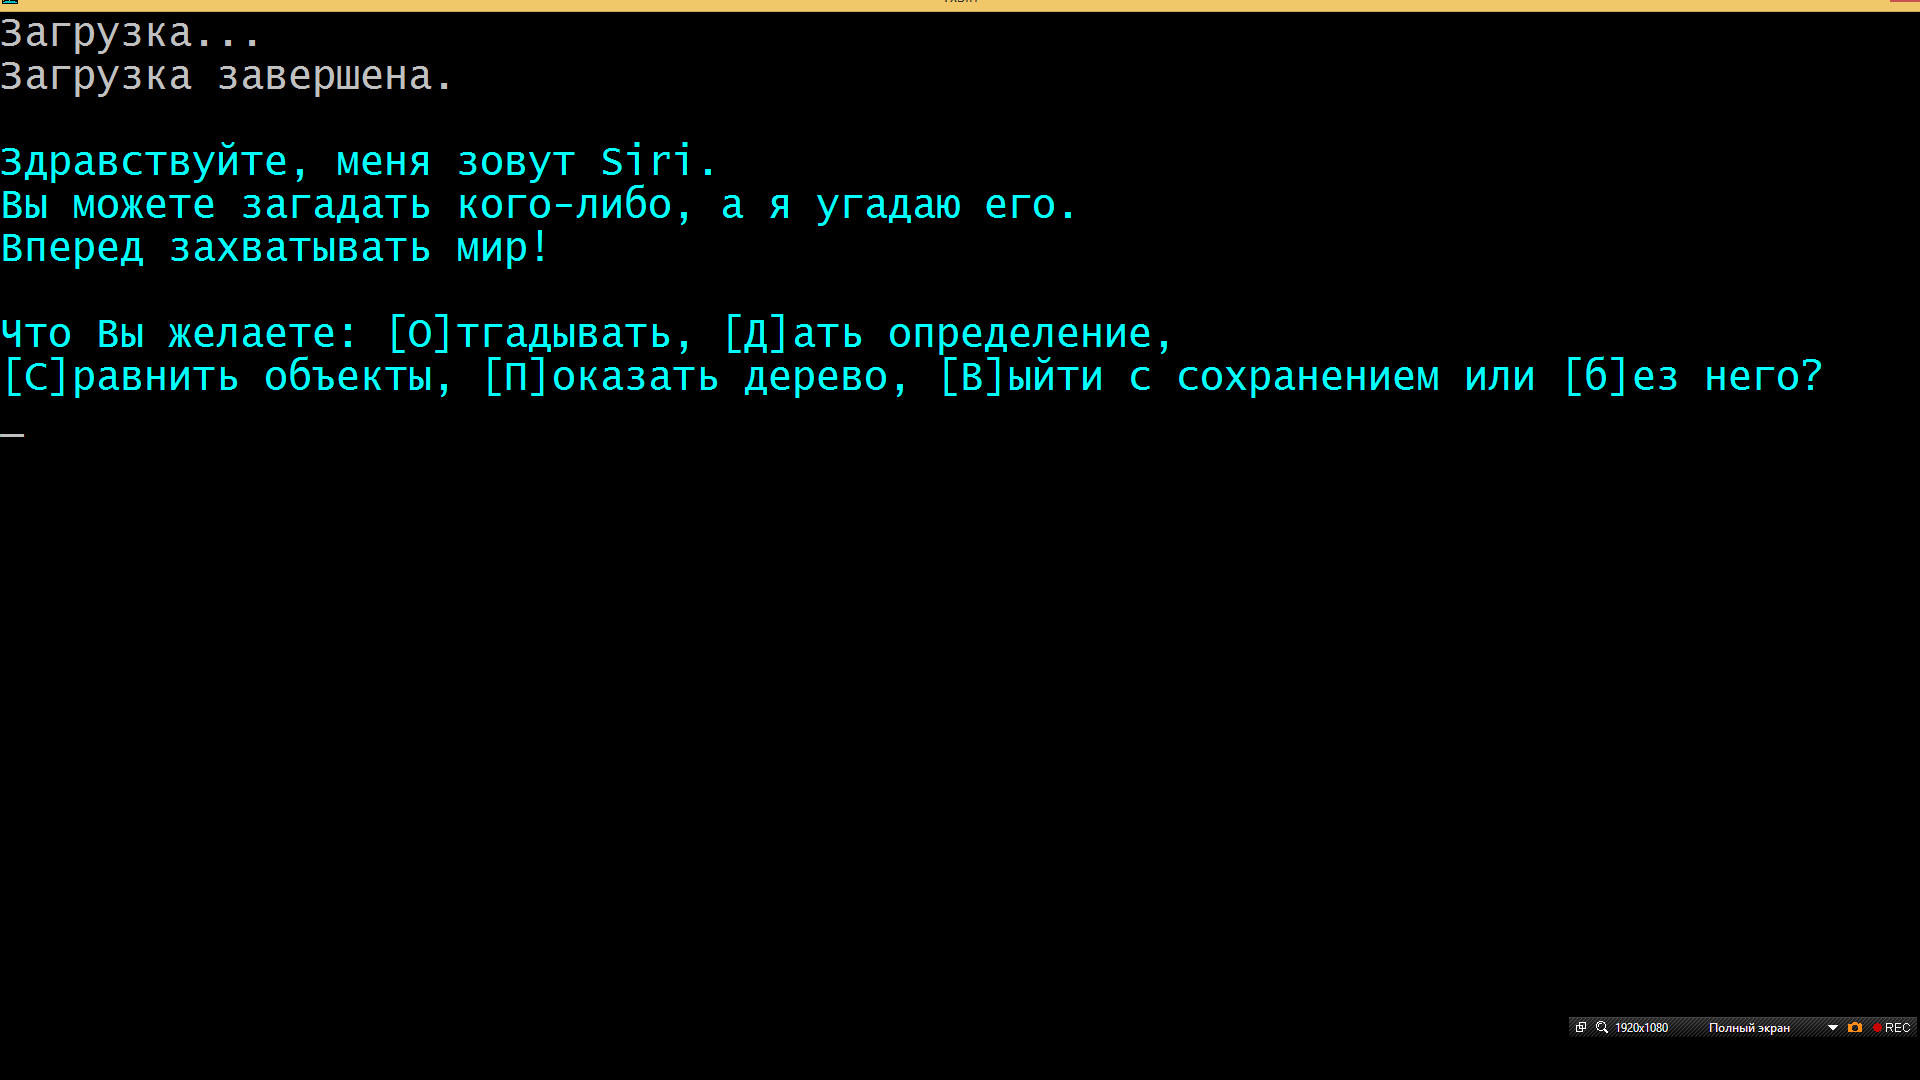 Загрузка...
Загрузка завершена.
Здравствуйте, меня зовут Siri.
Вы можете загадать кого-либо, а я угадаю его.
Вперед захватывать мир!
Что Вы желаете: [О]тгадывать, [Д]ать определение,
[С]равнить объекты, [П]оказать дерево, [В]ыйти с сохранением или [б]ез него?
_
1920x1080 Полный экран REC